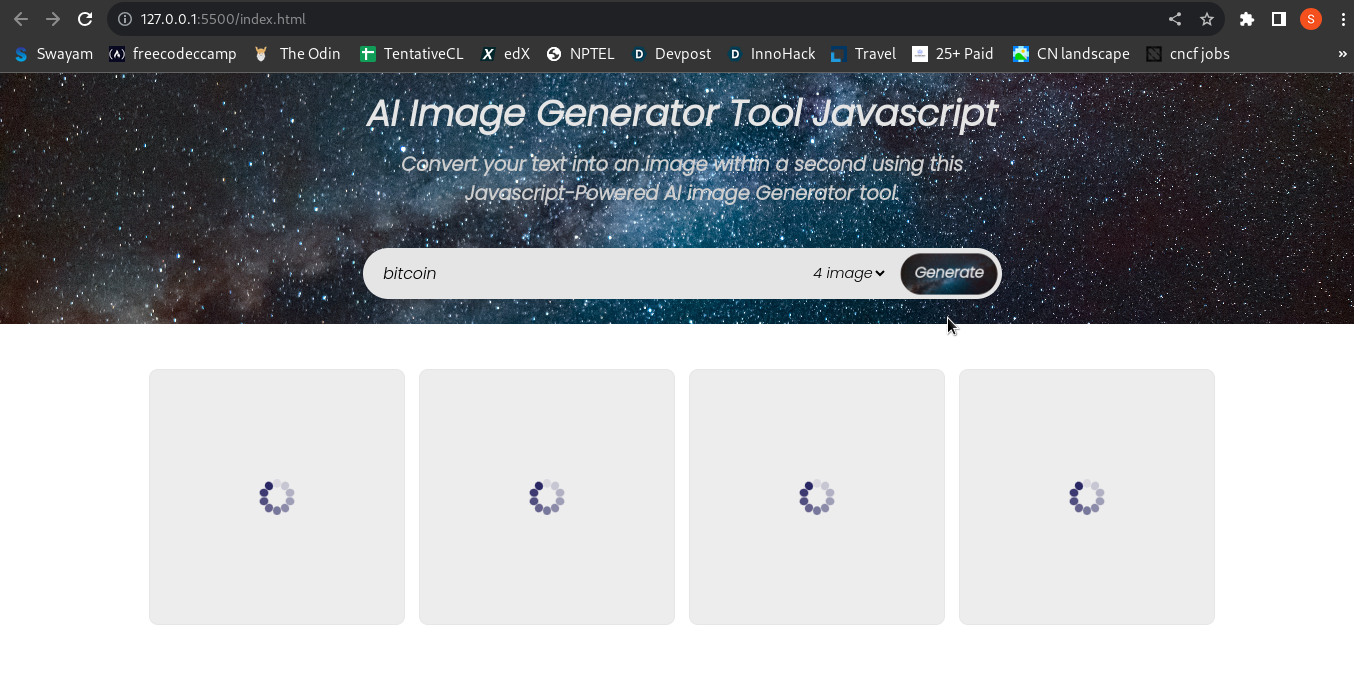 127.0.0.1:5500/index.html
S
Swayam freecodeccamp The Odin TentativeCL edX NPTEL Devpost InnoHack Travel 25+ Paid CN landscape cncf jobs »
AI Image Generator Tool Javascript
Convert your text into an image within a second using this
Javascript-Powered AI image Generator tool.
bitcoin 4 image Generate